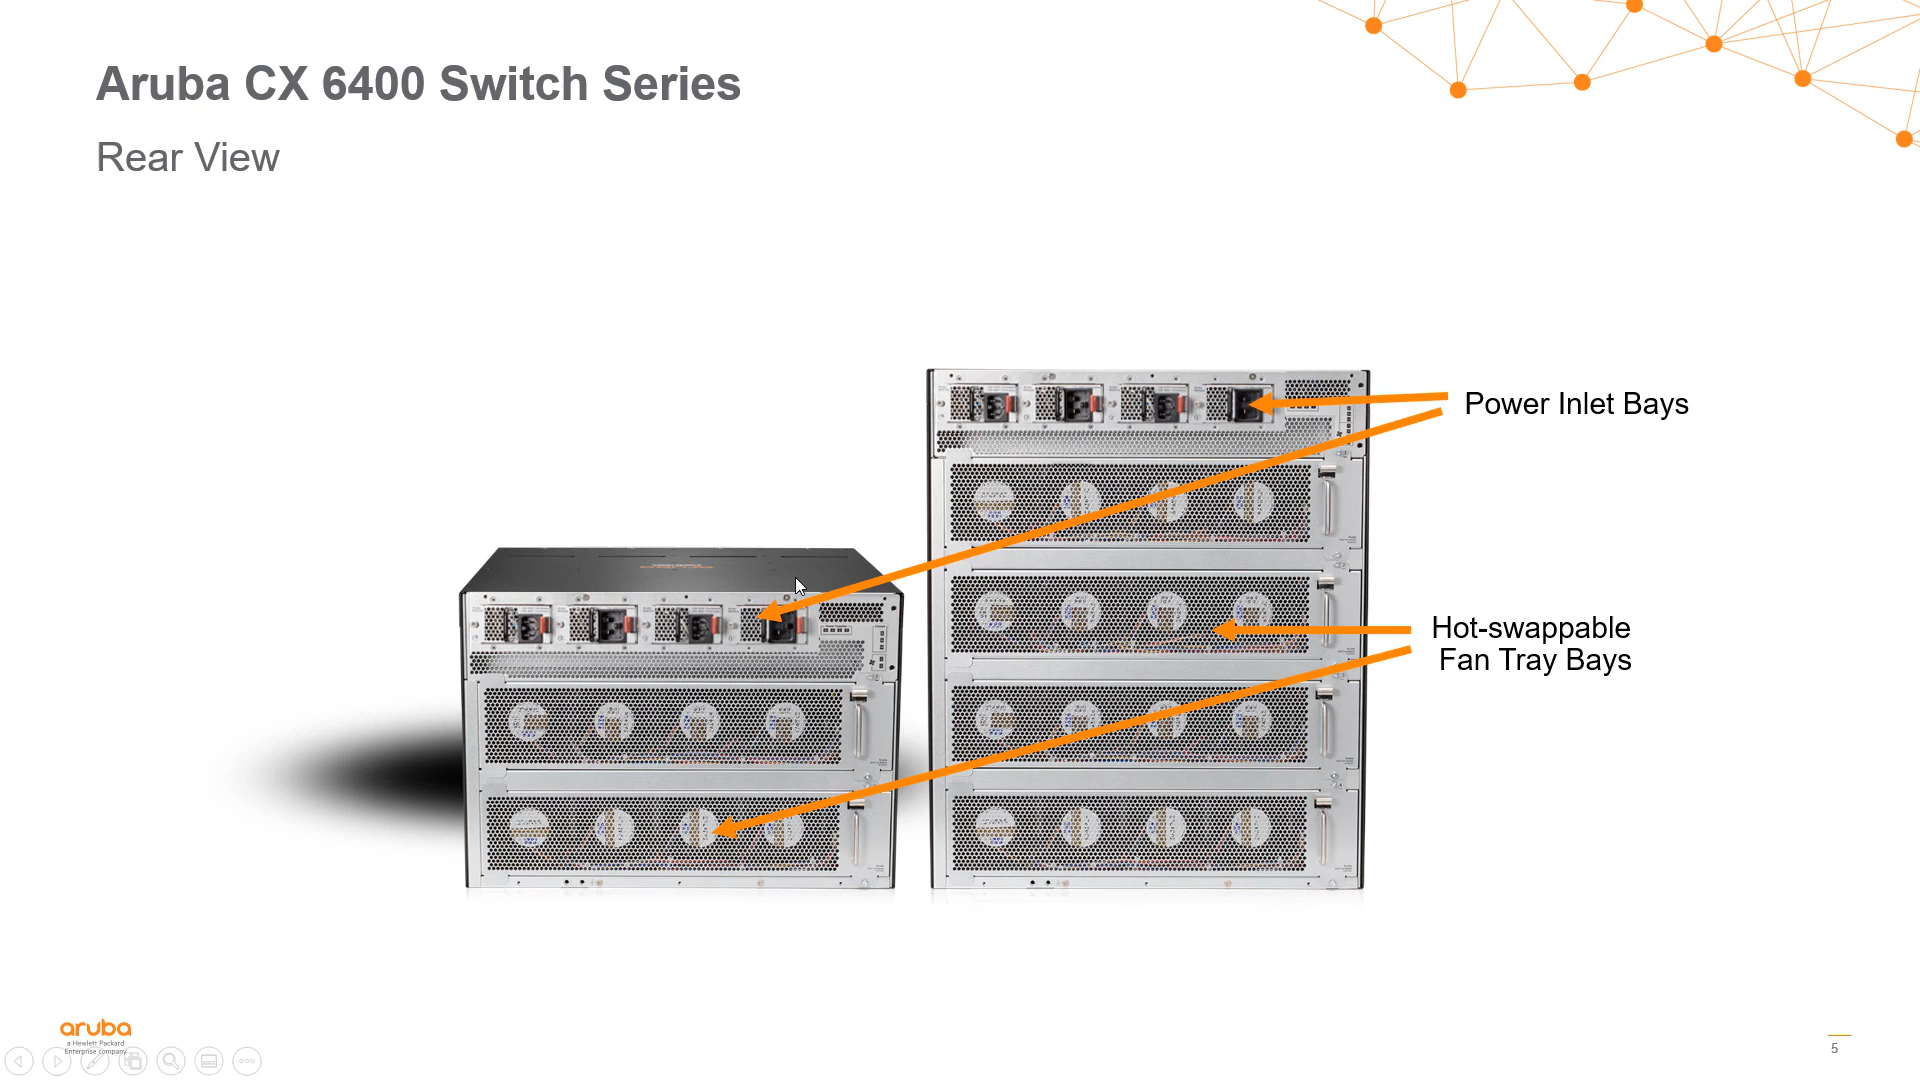 Aruba CX 6400 Switch Series
Rear View
Power Inlet Bays
Hot-swappable
Fan Tray Bays
aruba
a Hewlett Packard
Enterprise company
5